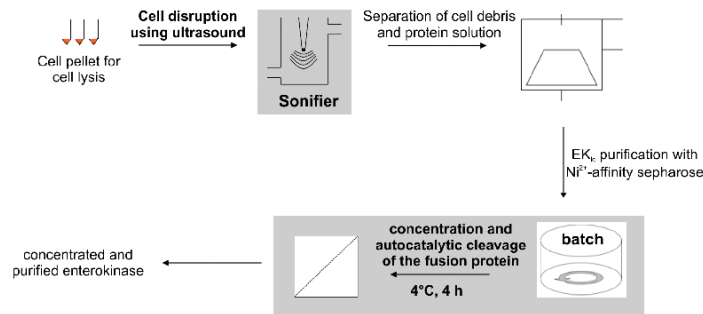 Cell pellet for
cell lysis
Cell disruption
using ultrasound
Sonifier
Separation of cell debris
and protein solution
EKLC purification with
Ni2+-affinity sepharose
batch
concentration and
autocatalytic cleavage
of the fusion protein
4°C, 4 h
concentrated and
purified enterokinase